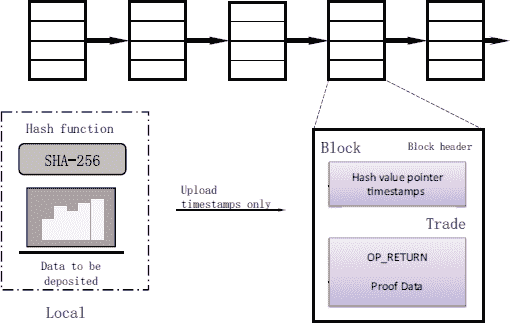 Hash function
SHA-256
Data to be
deposited
Local
Upload
timestamps only
Block
Block header
Hash value pointer
timestamps
Trade
OP_RETURN
Proof Data